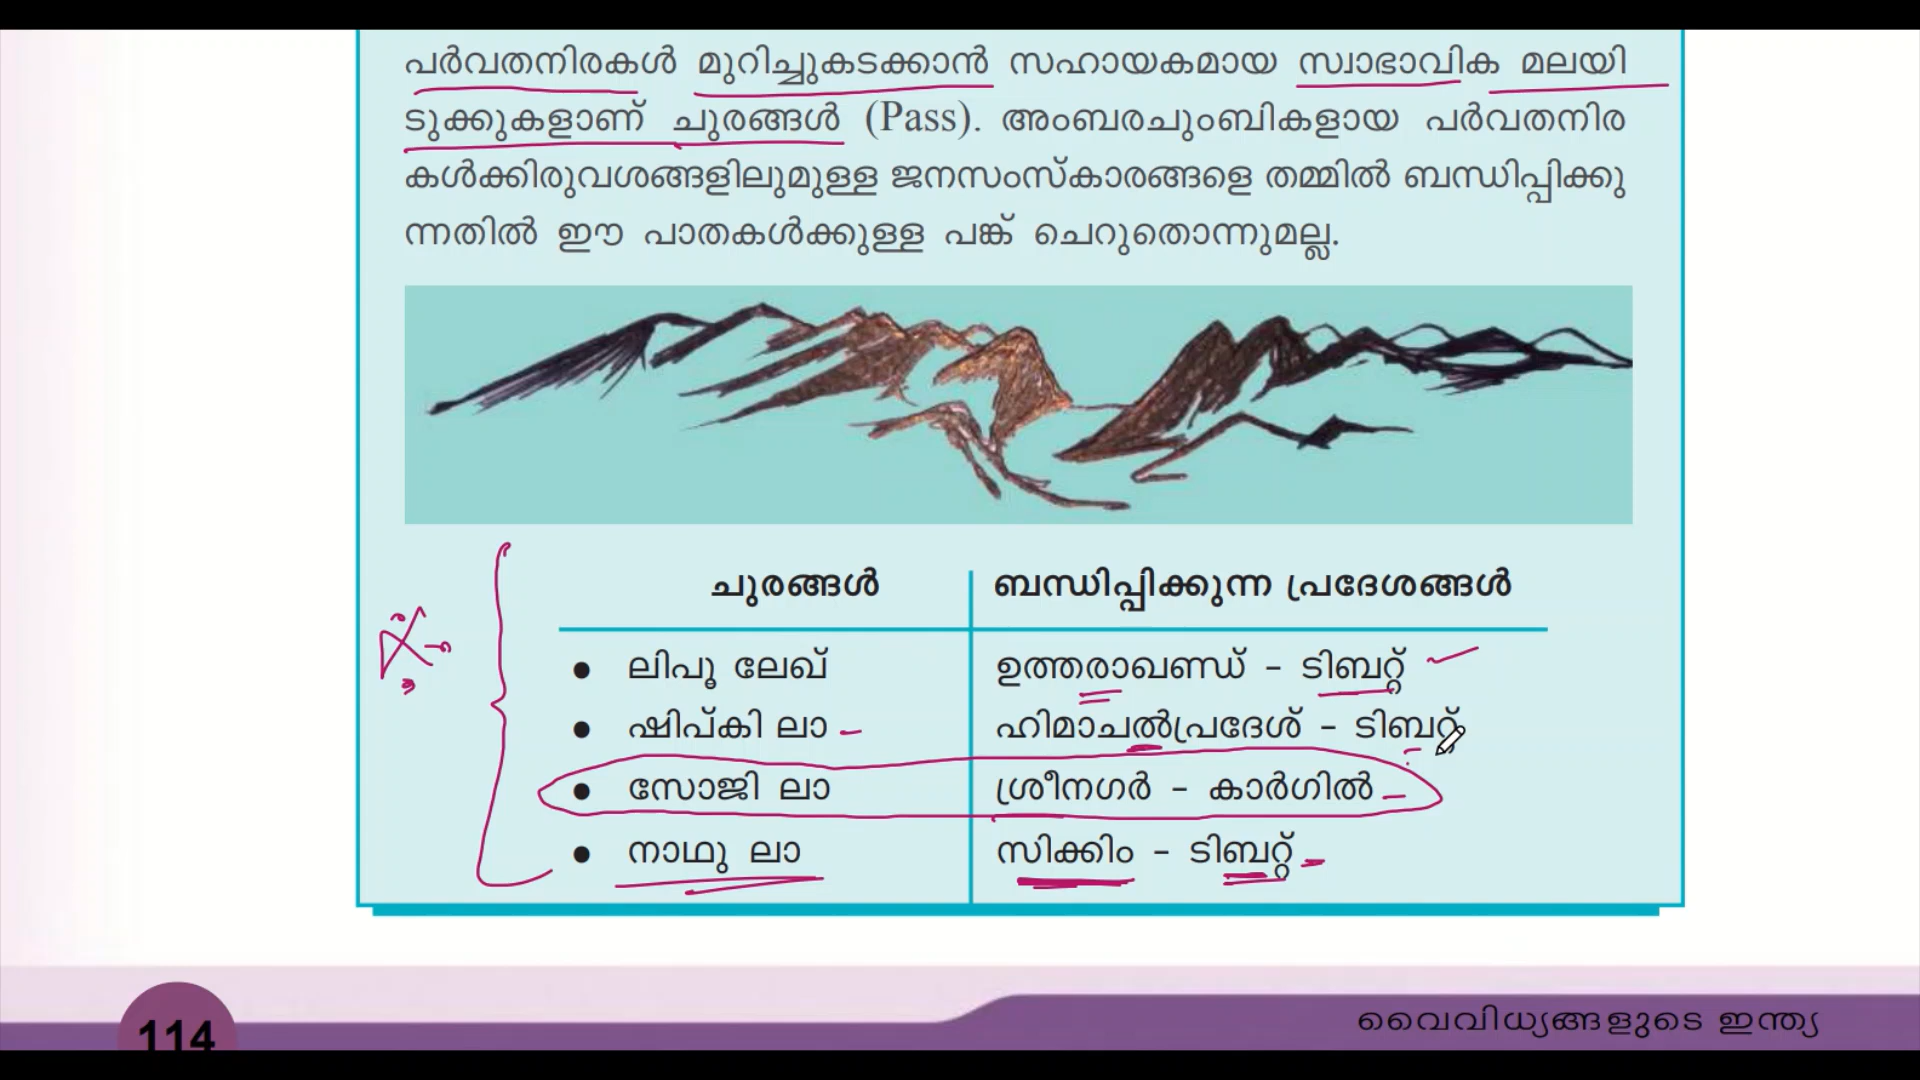 പർവതനിരകൾ മുറിച്ചുകടക്കാൻ സഹായകമായ സ്വാഭാവിക മലയി
ടുക്കുകളാണ് ചുരങ്ങൾ (Pass). അംബരചുംബികളായ പർവതനിര
കൾക്കിരുവശങ്ങളിലുമുള്ള ജനസംസ്കാരങ്ങളെ തമ്മിൽ ബന്ധിപ്പിക്കു
ന്നതിൽ ഈ പാതകൾക്കുള്ള പങ്ക് ചെറുതൊന്നുമല്ല.
ചുരങ്ങൾ ബന്ധിപ്പിക്കുന്ന പ്രദേശങ്ങൾ
• ലിപൂ ലേഖ് ഉത്തരാഖണ്ഡ് - ടിബറ്റ്
• ഷിപ്കി ലാ ഹിമാചൽപ്രദേശ് - ടിബറ്റ്
• സോജി ലാ ശ്രീനഗർ - കാർഗിൽ
• നാഥു ലാ സിക്കിം - ടിബറ്റ്
114 വൈവിധ്യങ്ങളുടെ ഇന്ത്യ